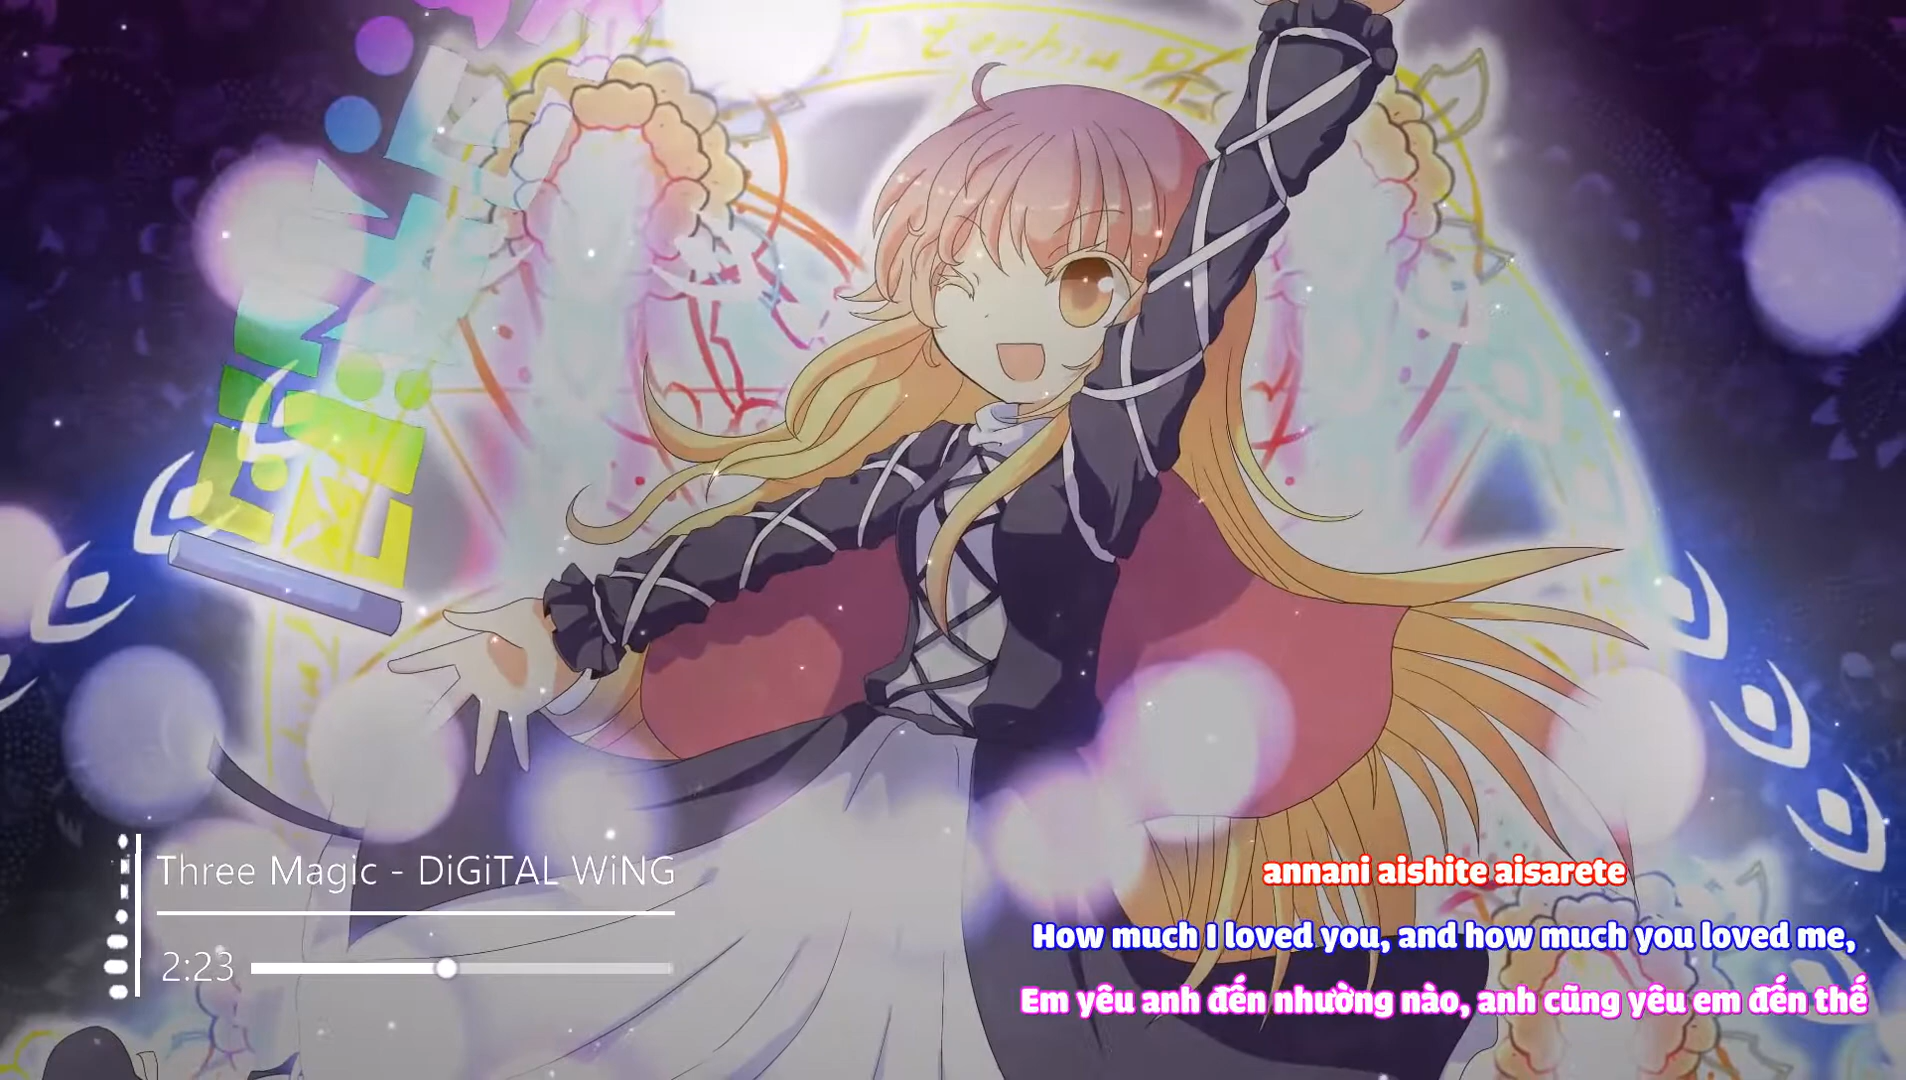 Three Magic - DiGiTAL WiNG
2:23
annani aishite aisarete
How much I loved you, and how much you loved me,
Em yêu anh đến nhường nào, anh cũng yêu em đến thế